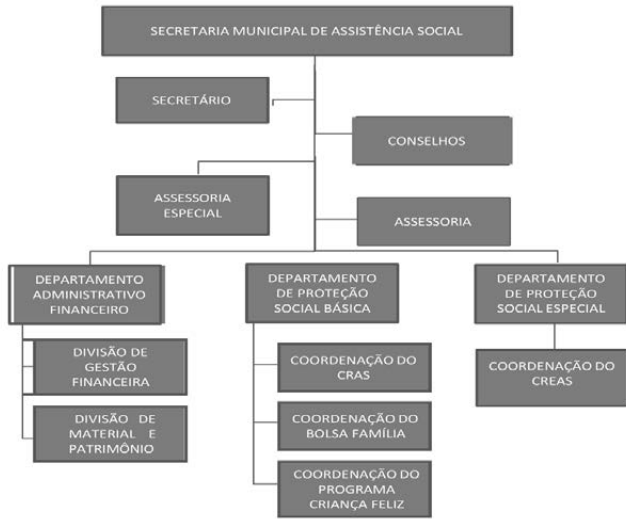 SECRETARIA MUNICIPAL DE ASSISTÊNCIA SOCIAL
SECRETÁRIO
CONSELHOS
ASSESSORIA
ESPECIAL
ASSESSORIA
DEPARTAMENTO
ADMINISTRATIVO
FINANCEIRO
DIVISÃO DE
GESTÃO
FINANCEIRA
DIVISÃO DE
MATERIAL E
PATRIMÔNIO
DEPARTAMENTO
DE PROTEÇÃO
SOCIAL BÁSICA
COORDENAÇÃO DO
CRAS
COORDENAÇÃO DO
BOLSA FAMÍLIA
COORDENAÇÃO DO
PROGRAMA
CRIANÇA FELIZ
DEPARTAMENTO
DE PROTEÇÃO
SOCIAL ESPECIAL
COORDENAÇÃO DO
CREAS